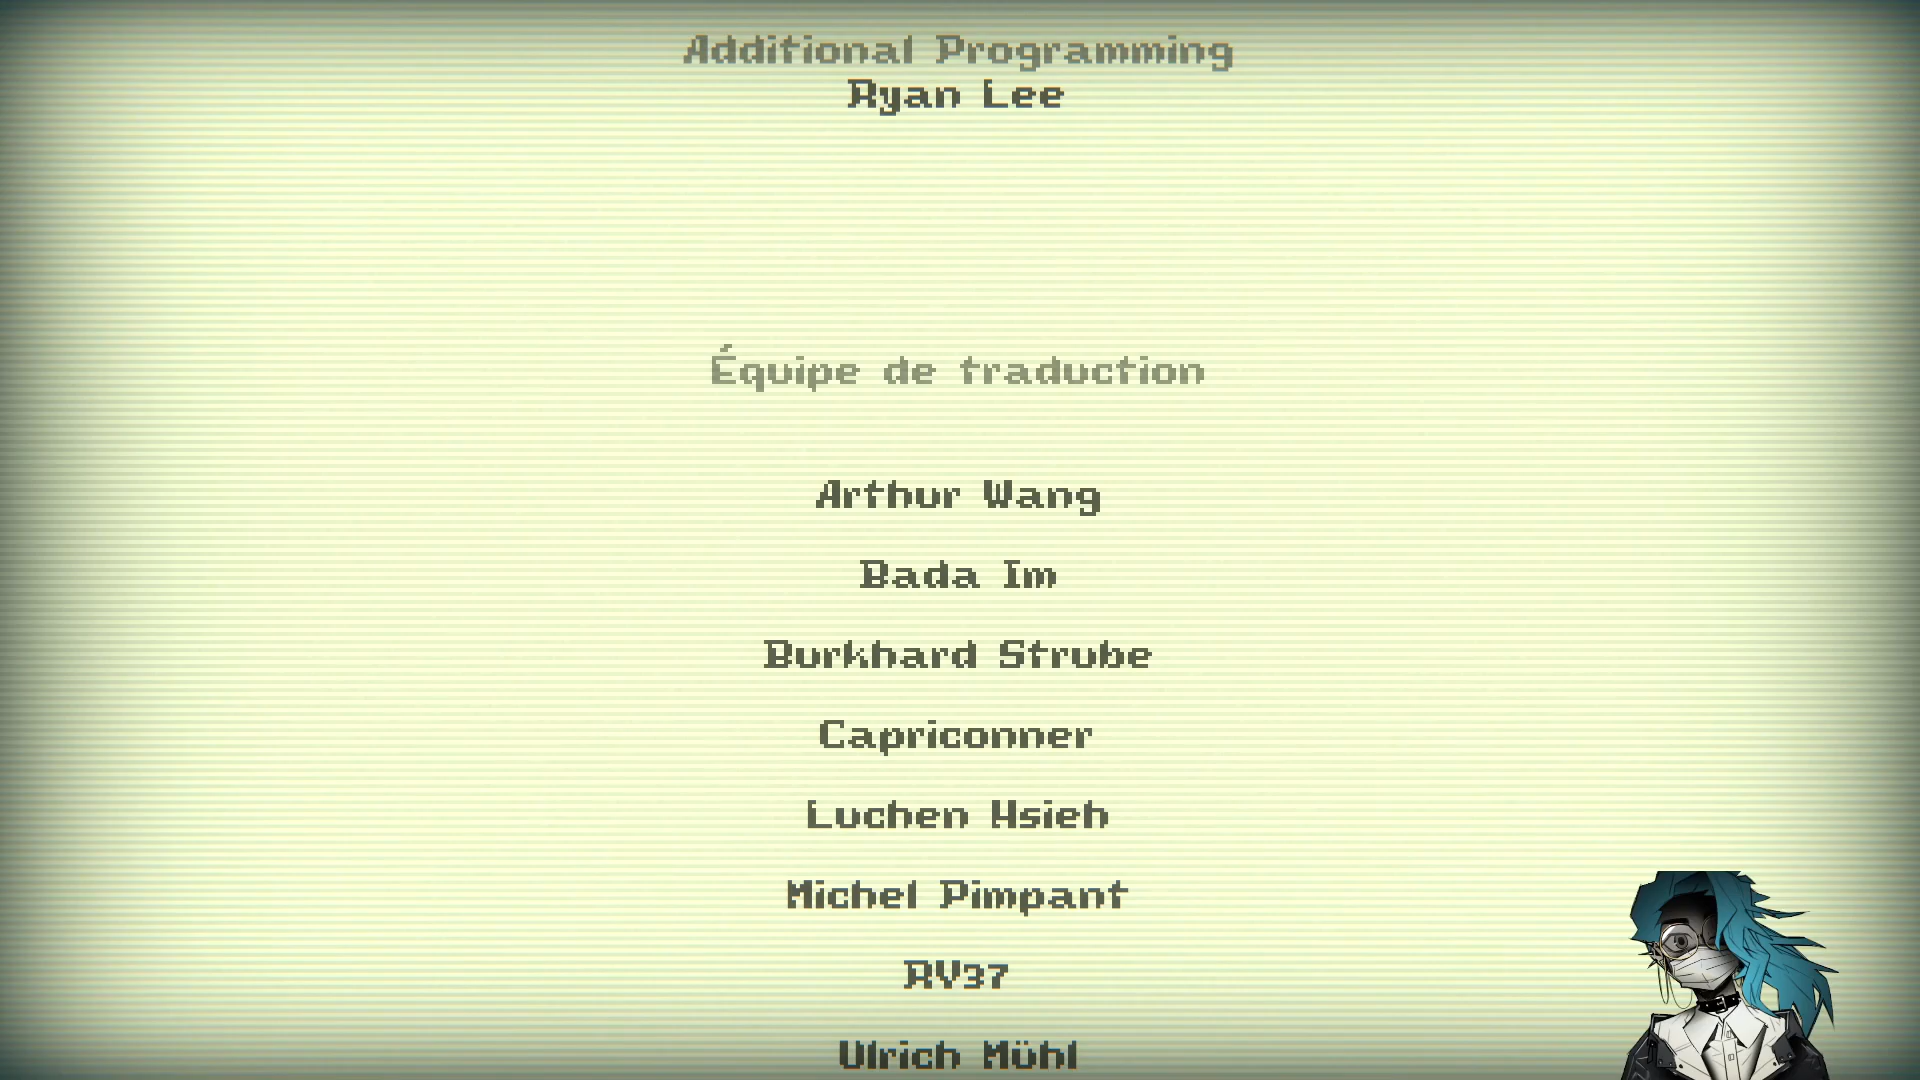 Additional Programming
Ryan Lee
Équipe de traduction
Arthur Wang
Bada Im
Burkhard Strube
Capriconner
Luchen Hsieh
Michel Pimpant
RV37
Ulrich Mühl